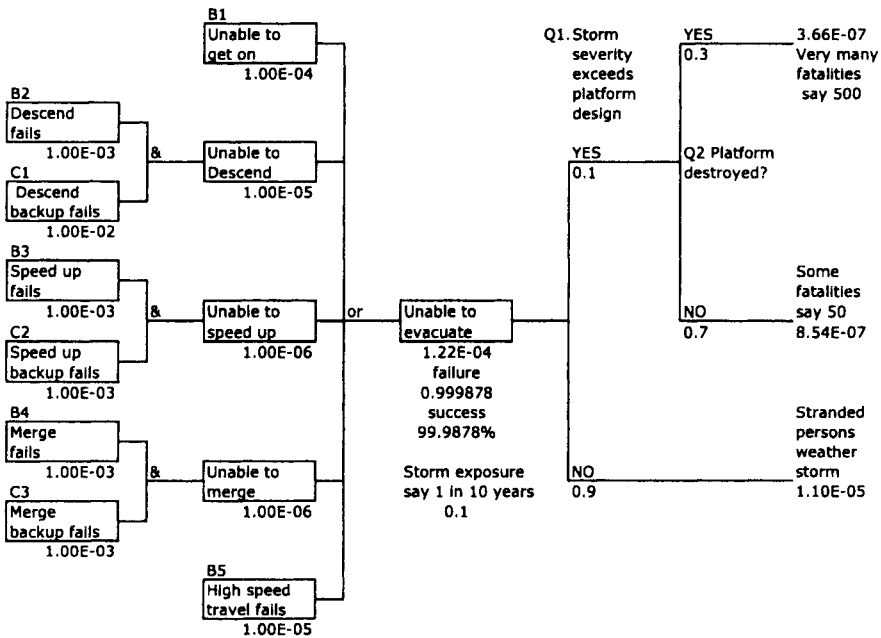 B1
Unable to
get on
1.00E-04
B2
Descend
fails
1.00E-03
&
C1
Descend
backup fails
1.00E-02
Unable to
Descend
1.00E-05
B3
Speed up
fails
1.00E-03
&
C2
Speed up
backup fails
1.00E-03
Unable to
speed up
1.00E-06
B4
Merge
fails
1.00E-03
&
C3
Merge
backup fails
1.00E-03
Unable to
merge
1.00E-06
B5
High speed
travel fails
1.00E-05
or
Unable to
evacuate
1.22E-04
failure
0.999878
success
99.9878%
Storm exposure
say 1 in 10 years
0.1
Q1. Storm
severity
exceeds
platform
design
YES
0.1
NO
0.9
Q2 Platform
destroyed?
YES
0.3
NO
0.7
3.66E-07
Very many
fatalities
say 500
Some
fatalities
say 50
8.54E-07
Stranded
persons
weather
storm
1.10E-05